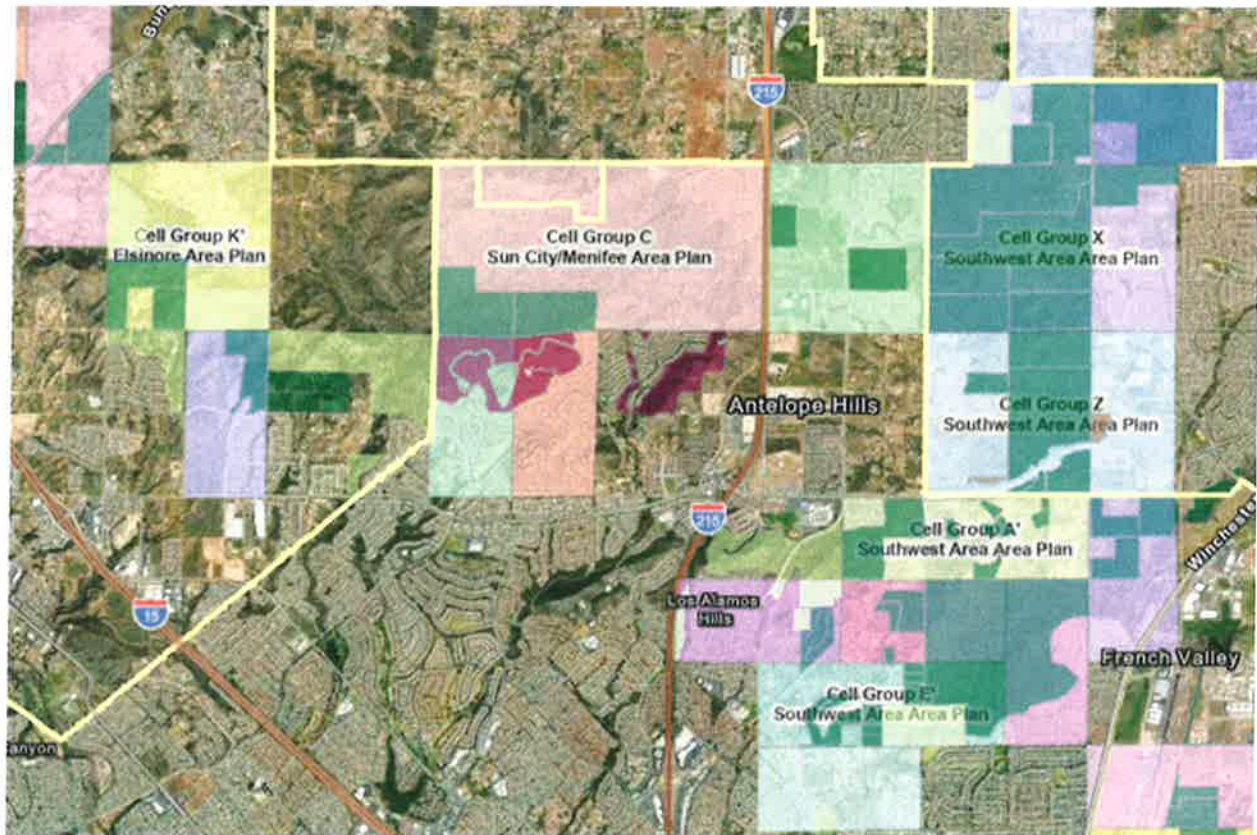 Bun
215
Cell Group K'
Elsinore Area Plan
Cell Group C
Sun City/Menifee Area Plan
Cell Group X
Southwest Area Area Plan
Antelope Hills
Cell Group Z
Southwest Area Area Plan
215
Cell Group A'
Southwest Area Area Plan
Winchester
15
Los Alamos
Hills
French Valley
Cell Group E'
Southwest Area Area Plan
anyon